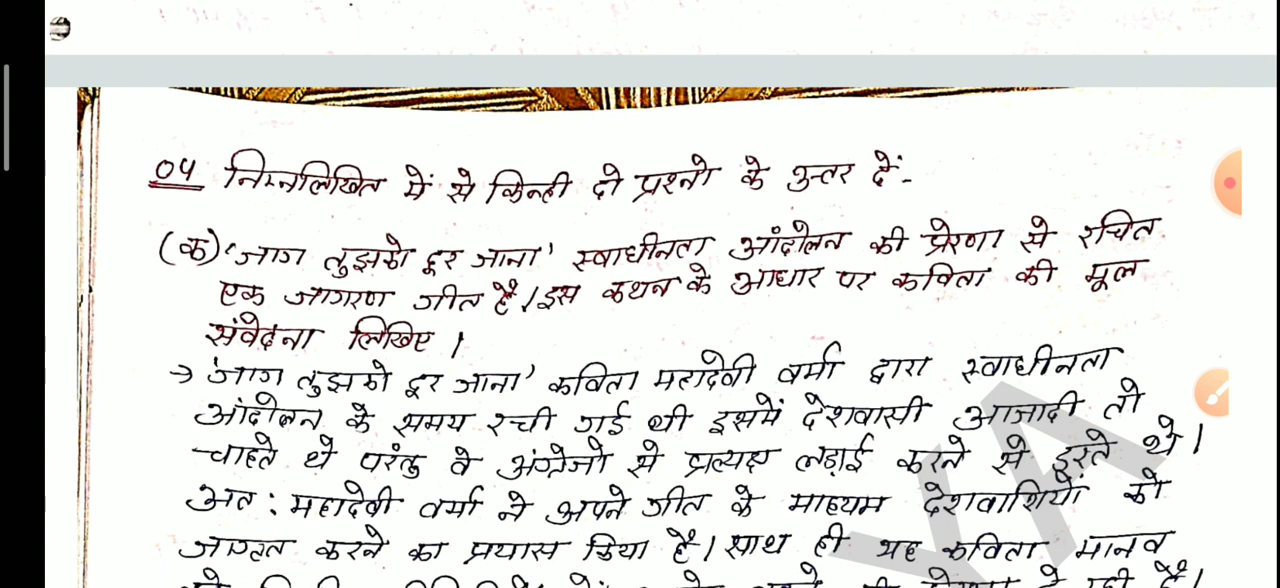 04 निम्नलिखित में से किन्ही दो प्रश्नो के उत्तर दें:-
(क) 'जाग तुझको दूर जाना' स्वाधीनता आंदोलन की प्रेरणा से रचित
एक जागरण गीत है। इस कथन के आधार पर कविता की मूल
संवेदना लिखिए।
→ 'जाग तुझको दूर जाना' कविता महादेवी वर्मा द्वारा स्वाधीनता
आंदोलन के समय रची गई थी इसमें देशवासी आजादी तो
चाहते थे परंतु वे अंग्रेजो से प्रत्यक्ष लड़ाई करने से डरते थे।
अत: महादेवी वर्मा ने अपने गीत के माध्यम देशवाशियों को
जागृत करने का प्रयास किया है। साथ ही यह कविता मानव
YA